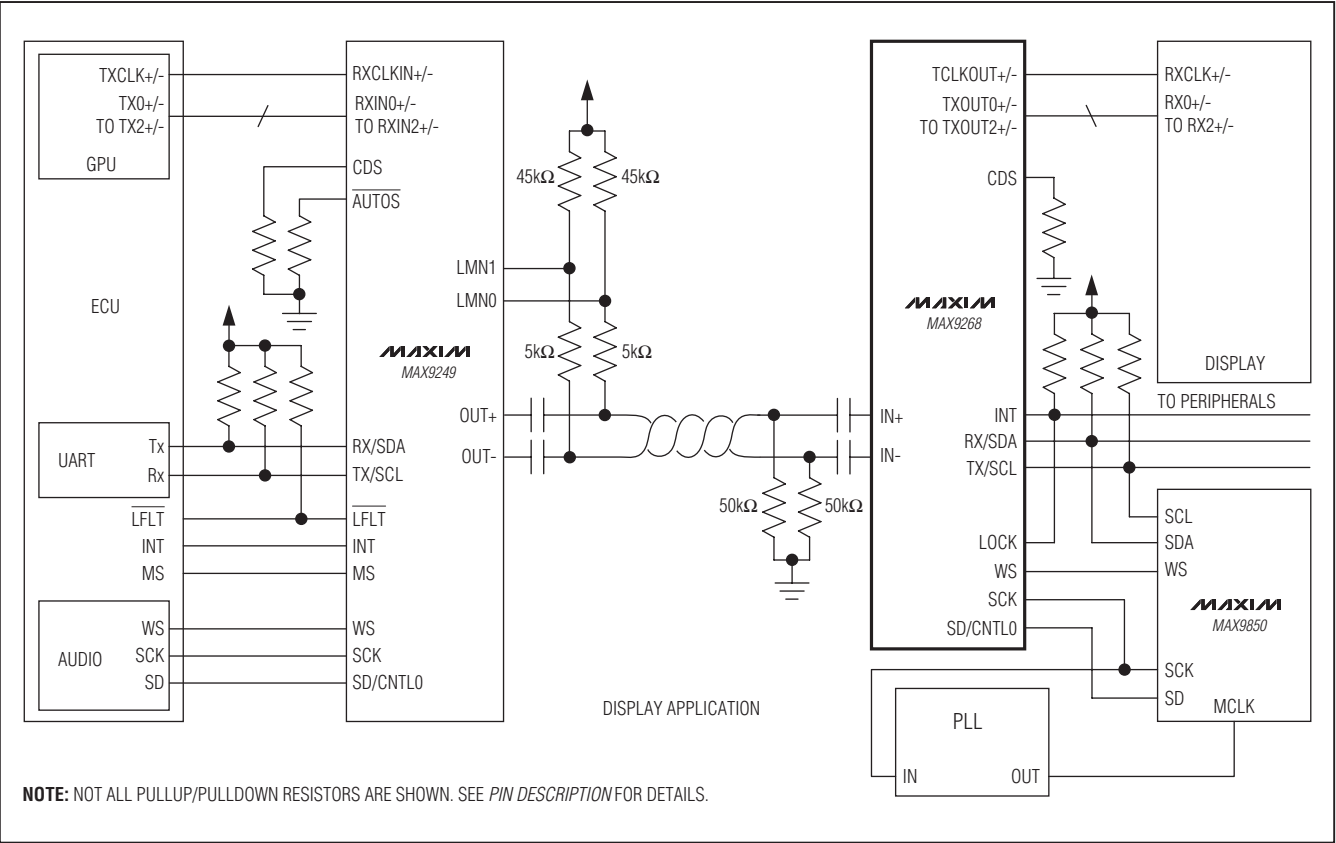 TXCLK+/-
TX0+/-
TO TX2+/-
GPU
ECU
UART
Tx
Rx
LFLT
INT
MS
AUDIO
WS
SCK
SD
RXCLKIN+/-
RXIN0+/-
TO RXIN2+/-
CDS
AUTOS
LMN1
LMN0
MAXIM
MAX9249
OUT+
OUT-
RX/SDA
TX/SCL
LFLT
INT
MS
WS
SCK
SD/CNTL0
45kΩ
45kΩ
5kΩ
5kΩ
50kΩ
50kΩ
TCLKOUT+/-
TXOUT0+/-
TO TXOUT2+/-
CDS
MAXIM
MAX9268
IN+
IN-
INT
RX/SDA
TX/SCL
LOCK
WS
SCK
SD/CNTL0
RXCLK+/-
RX0+/-
TO RX2+/-
DISPLAY
TO PERIPHERALS
SCL
SDA
WS
MAXIM
MAX9850
SCK
SD
MCLK
PLL
IN
OUT
DISPLAY APPLICATION
NOTE: NOT ALL PULLUP/PULLDOWN RESISTORS ARE SHOWN. SEE PIN DESCRIPTION FOR DETAILS.